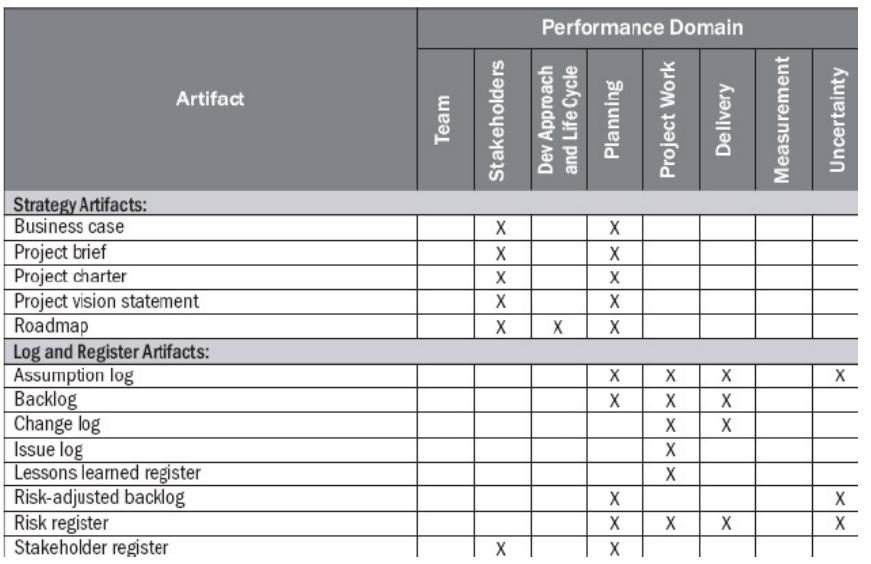 Performance Domain
Artifact
Team
Stakeholders
Dev Approach
and Life Cycle
Planning
Project Work
Delivery
Measurement
Uncertainty
Strategy Artifacts:
Business case X X
Project brief X X
Project charter X X
Project vision statement X X
Roadmap X X X
Log and Register Artifacts:
Assumption log X X X X
Backlog X X X
Change log X X
Issue log X
Lessons learned register X
Risk-adjusted backlog X X
Risk register X X X X
Stakeholder register X X